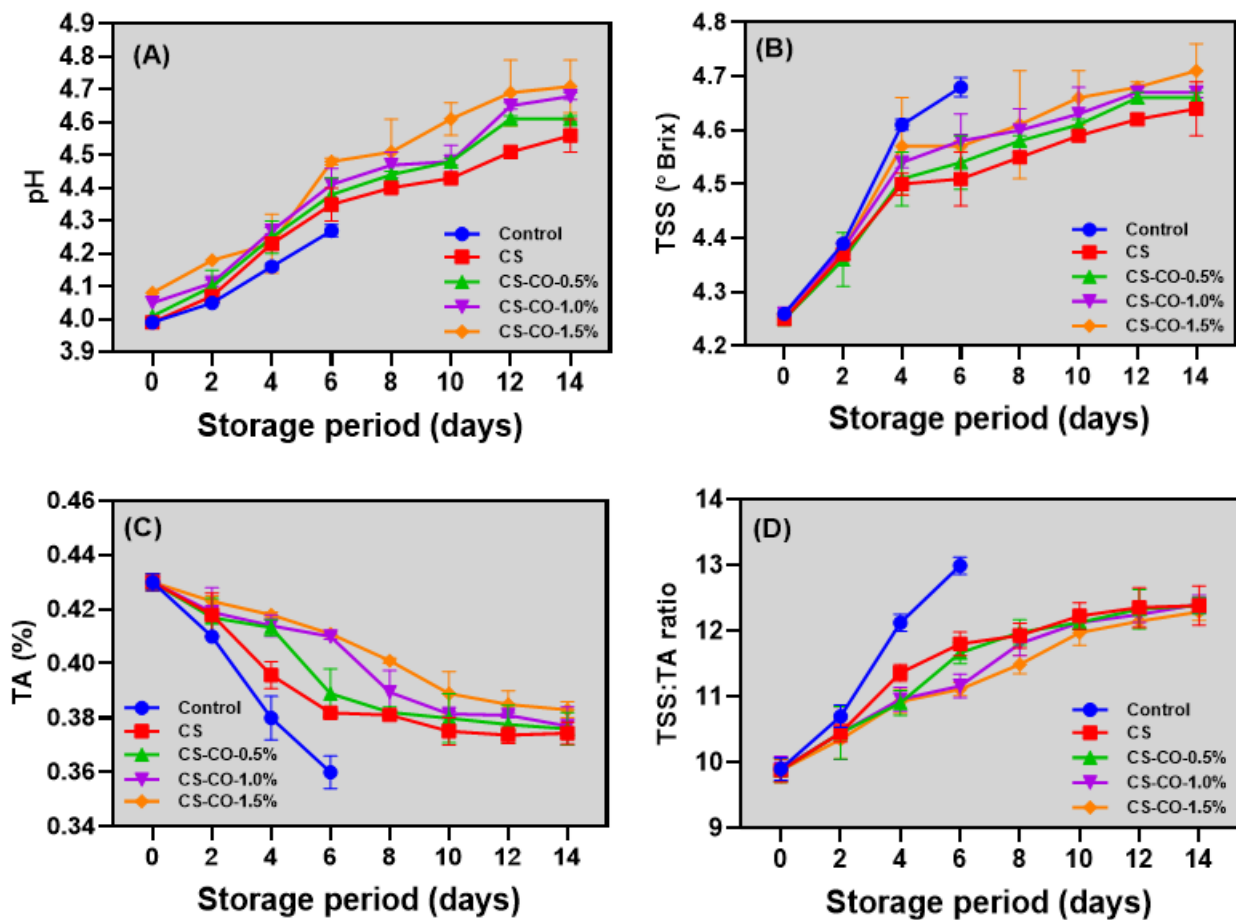 (A)
pH
4.9
4.8
4.7
4.6
4.5
4.4
4.3
4.2
4.1
4.0
3.9
Control
CS
CS-CO-0.5%
CS-CO-1.0%
CS-CO-1.5%
0 2 4 6 8 10 12 14
Storage period (days)
(B)
TSS (°Brix)
4.8
4.7
4.6
4.5
4.4
4.3
4.2
Control
CS
CS-CO-0.5%
CS-CO-1.0%
CS-CO-1.5%
0 2 4 6 8 10 12 14
Storage period (days)
(C)
TA (%)
0.46
0.44
0.42
0.40
0.38
0.36
0.34
Control
CS
CS-CO-0.5%
CS-CO-1.0%
CS-CO-1.5%
0 2 4 6 8 10 12 14
Storage period (days)
(D)
TSS:TA ratio
14
13
12
11
10
9
Control
CS
CS-CO-0.5%
CS-CO-1.0%
CS-CO-1.5%
0 2 4 6 8 10 12 14
Storage period (days)